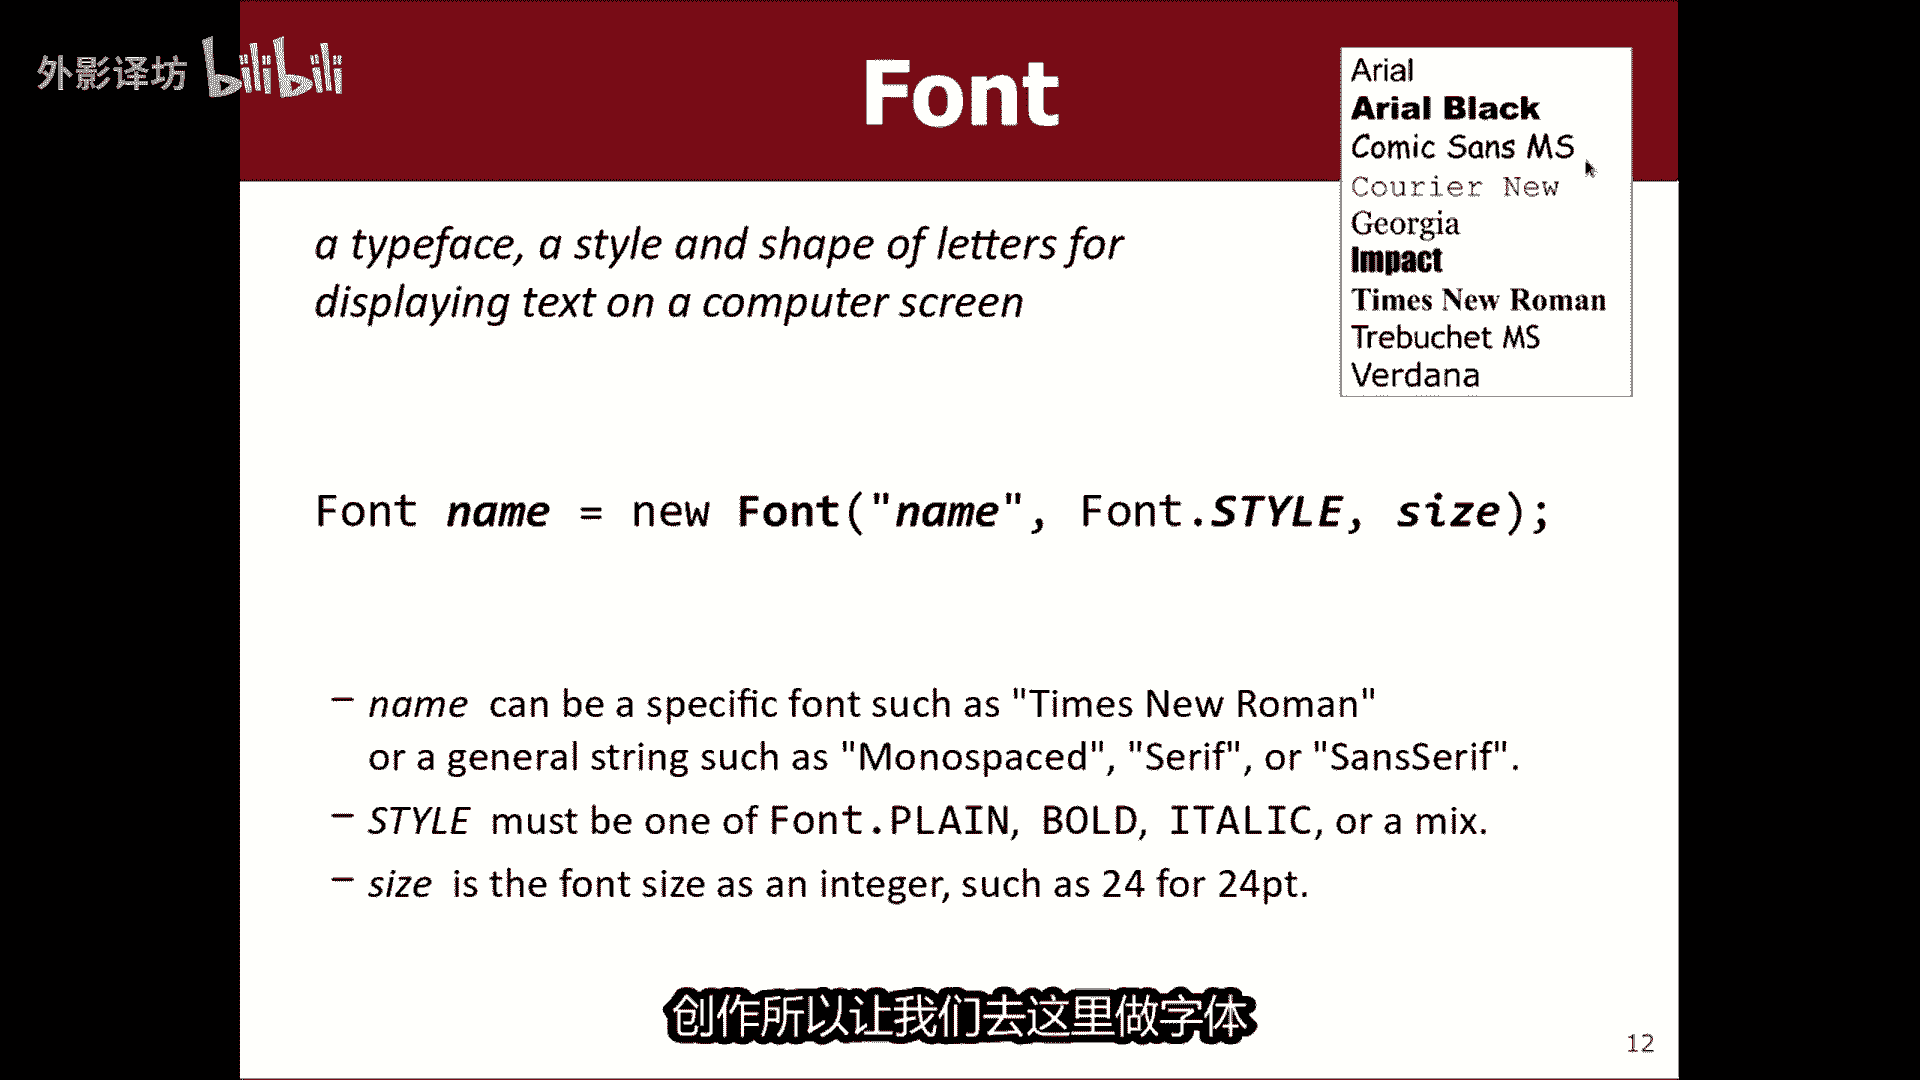 外影译坊 bilibili
Font
Arial
Arial Black
Comic Sans MS
Courier New
Georgia
Impact
Times New Roman
Trebuchet MS
Verdana
a typeface, a style and shape of letters for
displaying text on a computer screen
Font name = new Font("name", Font.STYLE, size);
– name can be a specific font such as "Times New Roman"
or a general string such as "Monospaced", "Serif", or "SansSerif".
– STYLE must be one of Font.PLAIN, BOLD, ITALIC, or a mix.
– size is the font size as an integer, such as 24 for 24pt.
创作所以让我们去这里做字体
12